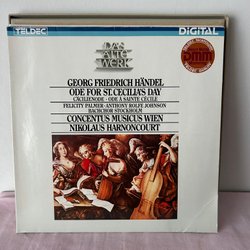 TELDEC
DIGITAL
DAS
ALTE
WERK
GEORG FRIEDRICH HÄNDEL
ODE FOR ST. CECILIA'S DAY
CÄCILIENODE · ODE À SAINTE CÉCILE
FELICITY PALMER · ANTHONY ROLFE JOHNSON
BACHCHOR STOCKHOLM
CONCENTUS MUSICUS WIEN
NIKOLAUS HARNONCOURT